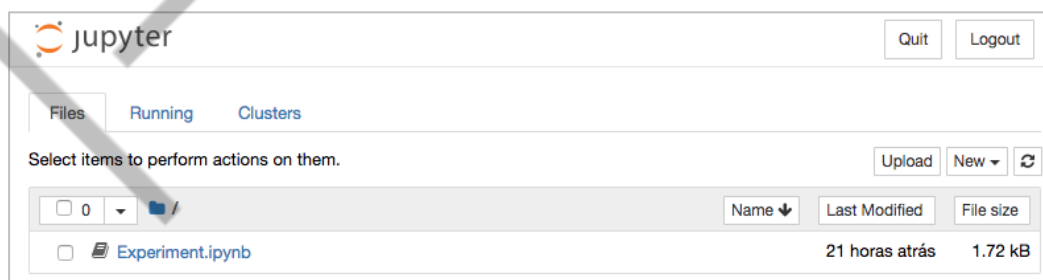 jupyter Quit Logout
Files Running Clusters
Select items to perform actions on them. Upload New
0 / Name Last Modified File size
Experiment.ipynb 21 horas atrás 1.72 kB